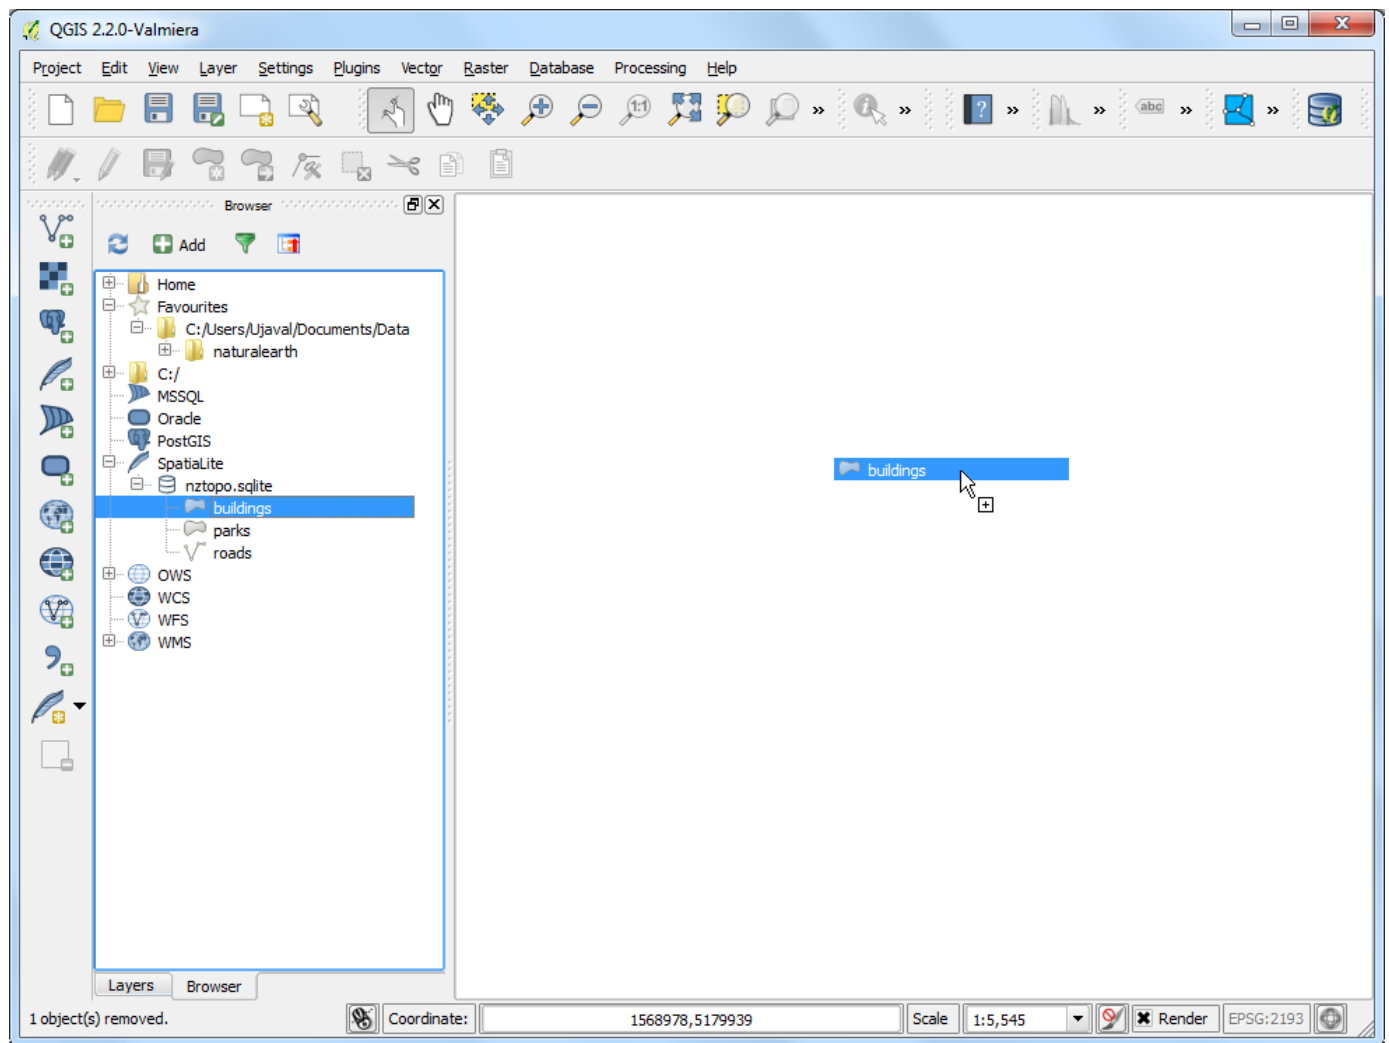 QGIS 2.2.0-Valmiera
Project Edit View Layer Settings Plugins Vector Raster Database Processing Help
1:1
?
abc
Browser
Add
Home
Favourites
C:/Users/Ujaval/Documents/Data
naturalearth
C:/
MSSQL
Oracle
PostGIS
SpatiaLite
nztopo.sqlite
buildings
parks
roads
OWS
WCS
WFS
WMS
buildings
Layers Browser
1 object(s) removed. Coordinate: 1568978,5179939 Scale 1:5,545 Render EPSG:2193